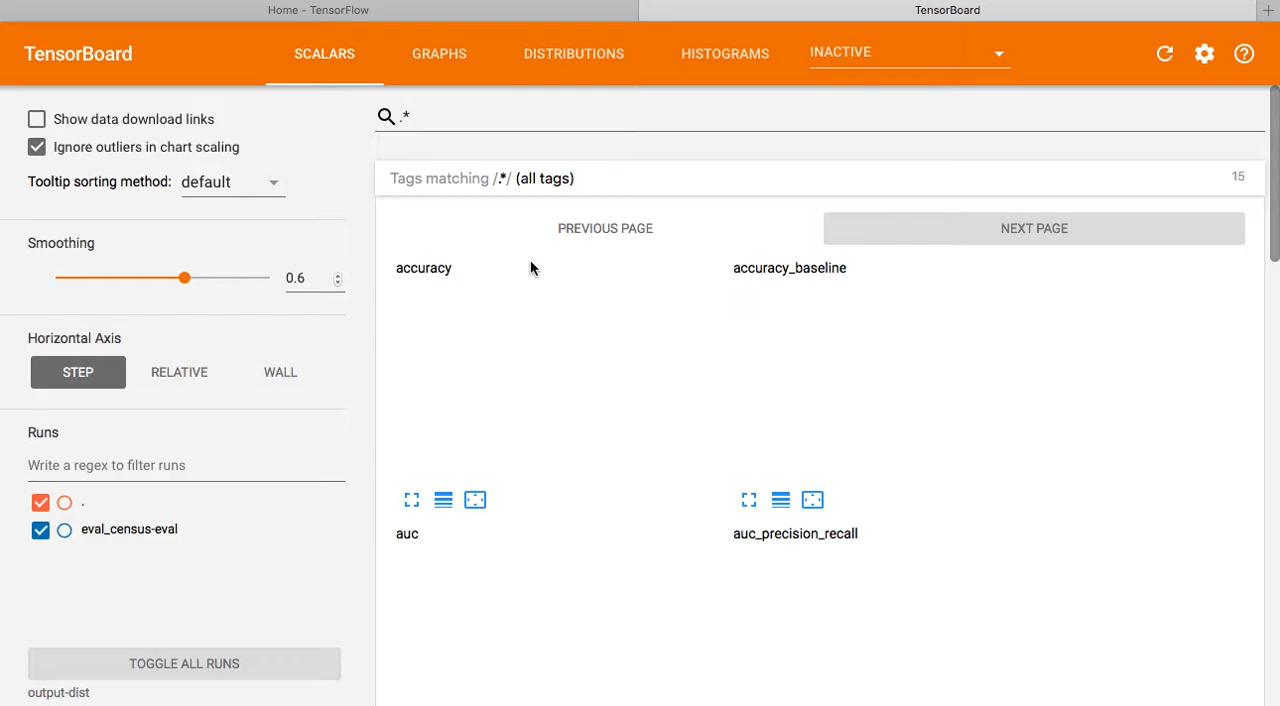 Home - TensorFlow
TensorBoard
TensorBoard
SCALARS
GRAPHS
DISTRIBUTIONS
HISTOGRAMS
INACTIVE
Show data download links
Ignore outliers in chart scaling
Tooltip sorting method: default
Smoothing
0.6
Horizontal Axis
STEP
RELATIVE
WALL
Runs
Write a regex to filter runs
.
eval_census-eval
TOGGLE ALL RUNS
output-dist
.*
Tags matching /.*/ (all tags)
15
PREVIOUS PAGE
NEXT PAGE
accuracy
accuracy_baseline
auc
auc_precision_recall